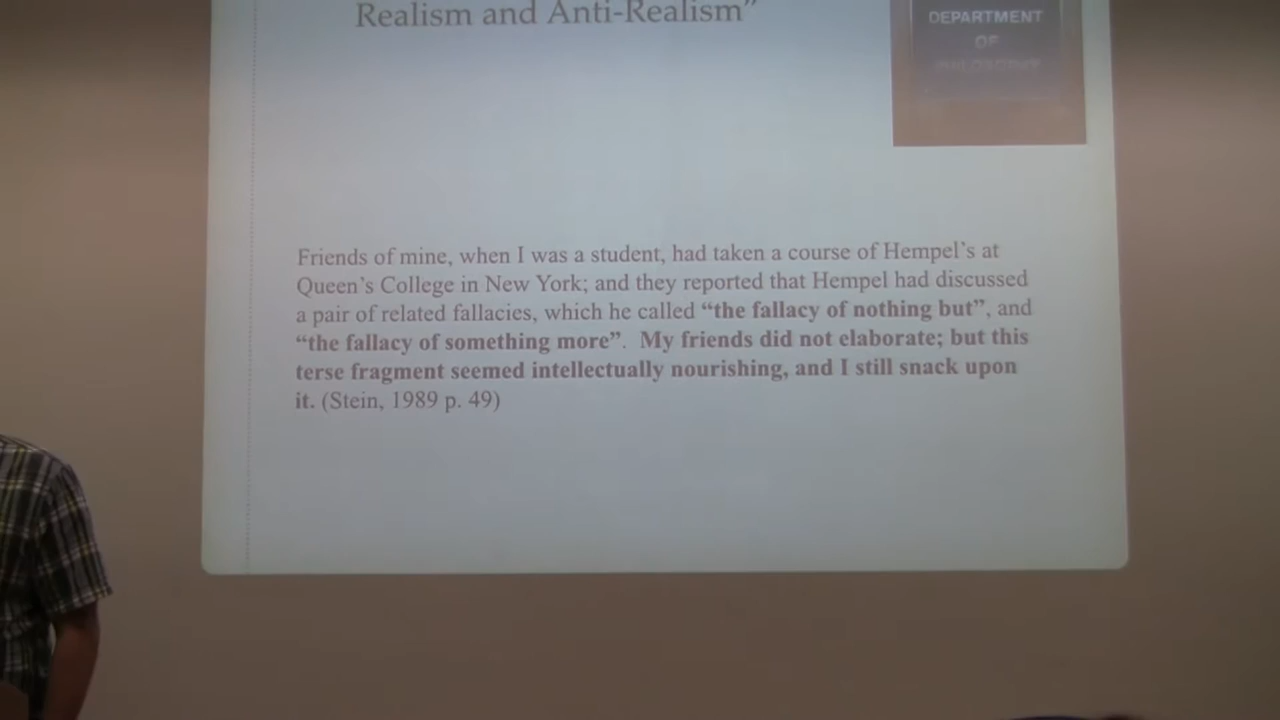 Realism and Anti-Realism”
DEPARTMENT
OF
PHILOSOPHY
Friends of mine, when I was a student, had taken a course of Hempel’s at
Queen’s College in New York; and they reported that Hempel had discussed
a pair of related fallacies, which he called “the fallacy of nothing but”, and
“the fallacy of something more”. My friends did not elaborate; but this
terse fragment seemed intellectually nourishing, and I still snack upon
it. (Stein, 1989 p. 49)